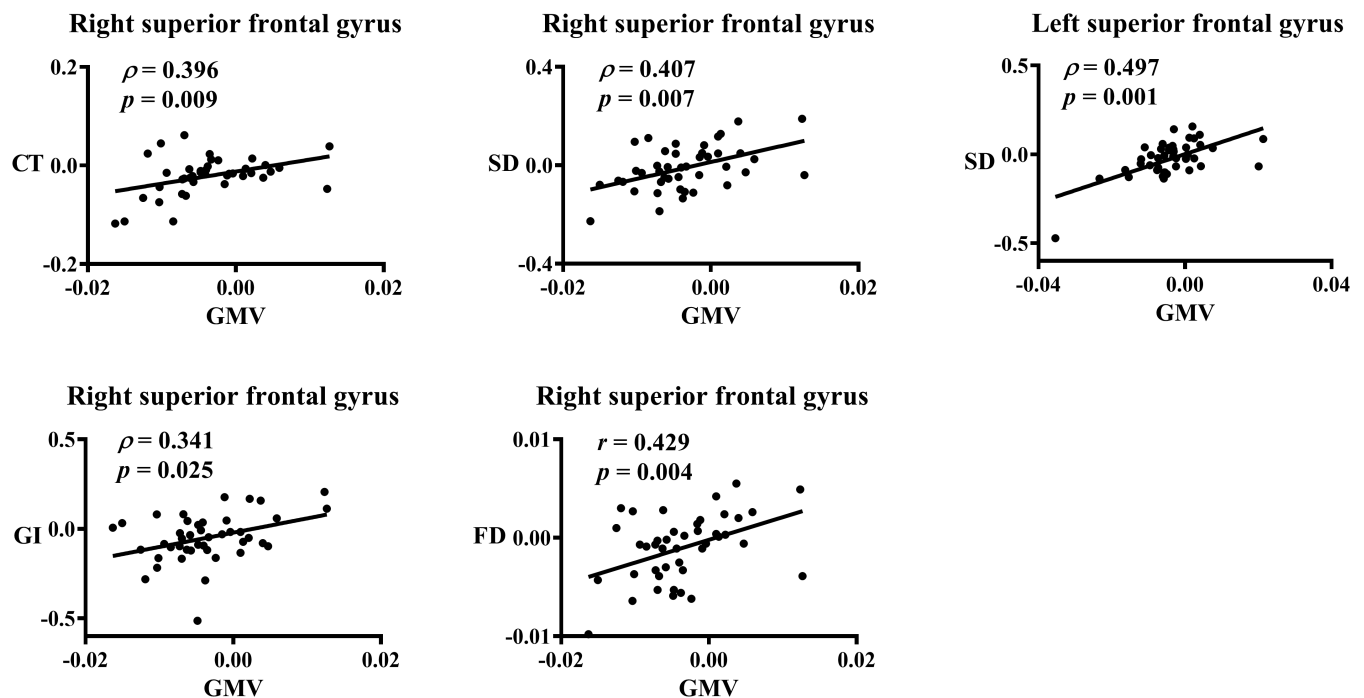 Right superior frontal gyrus
ρ = 0.396
p = 0.009
0.2
0.0
-0.2
CT
-0.02 0.00 0.02
GMV
Right superior frontal gyrus
ρ = 0.407
p = 0.007
0.4
0.0
-0.4
SD
-0.02 0.00 0.02
GMV
Left superior frontal gyrus
ρ = 0.497
p = 0.001
0.5
0.0
-0.5
SD
-0.04 0.00 0.04
GMV
Right superior frontal gyrus
ρ = 0.341
p = 0.025
0.5
0.0
-0.5
GI
-0.02 0.00 0.02
GMV
Right superior frontal gyrus
r = 0.429
p = 0.004
0.01
0.00
-0.01
FD
-0.02 0.00 0.02
GMV